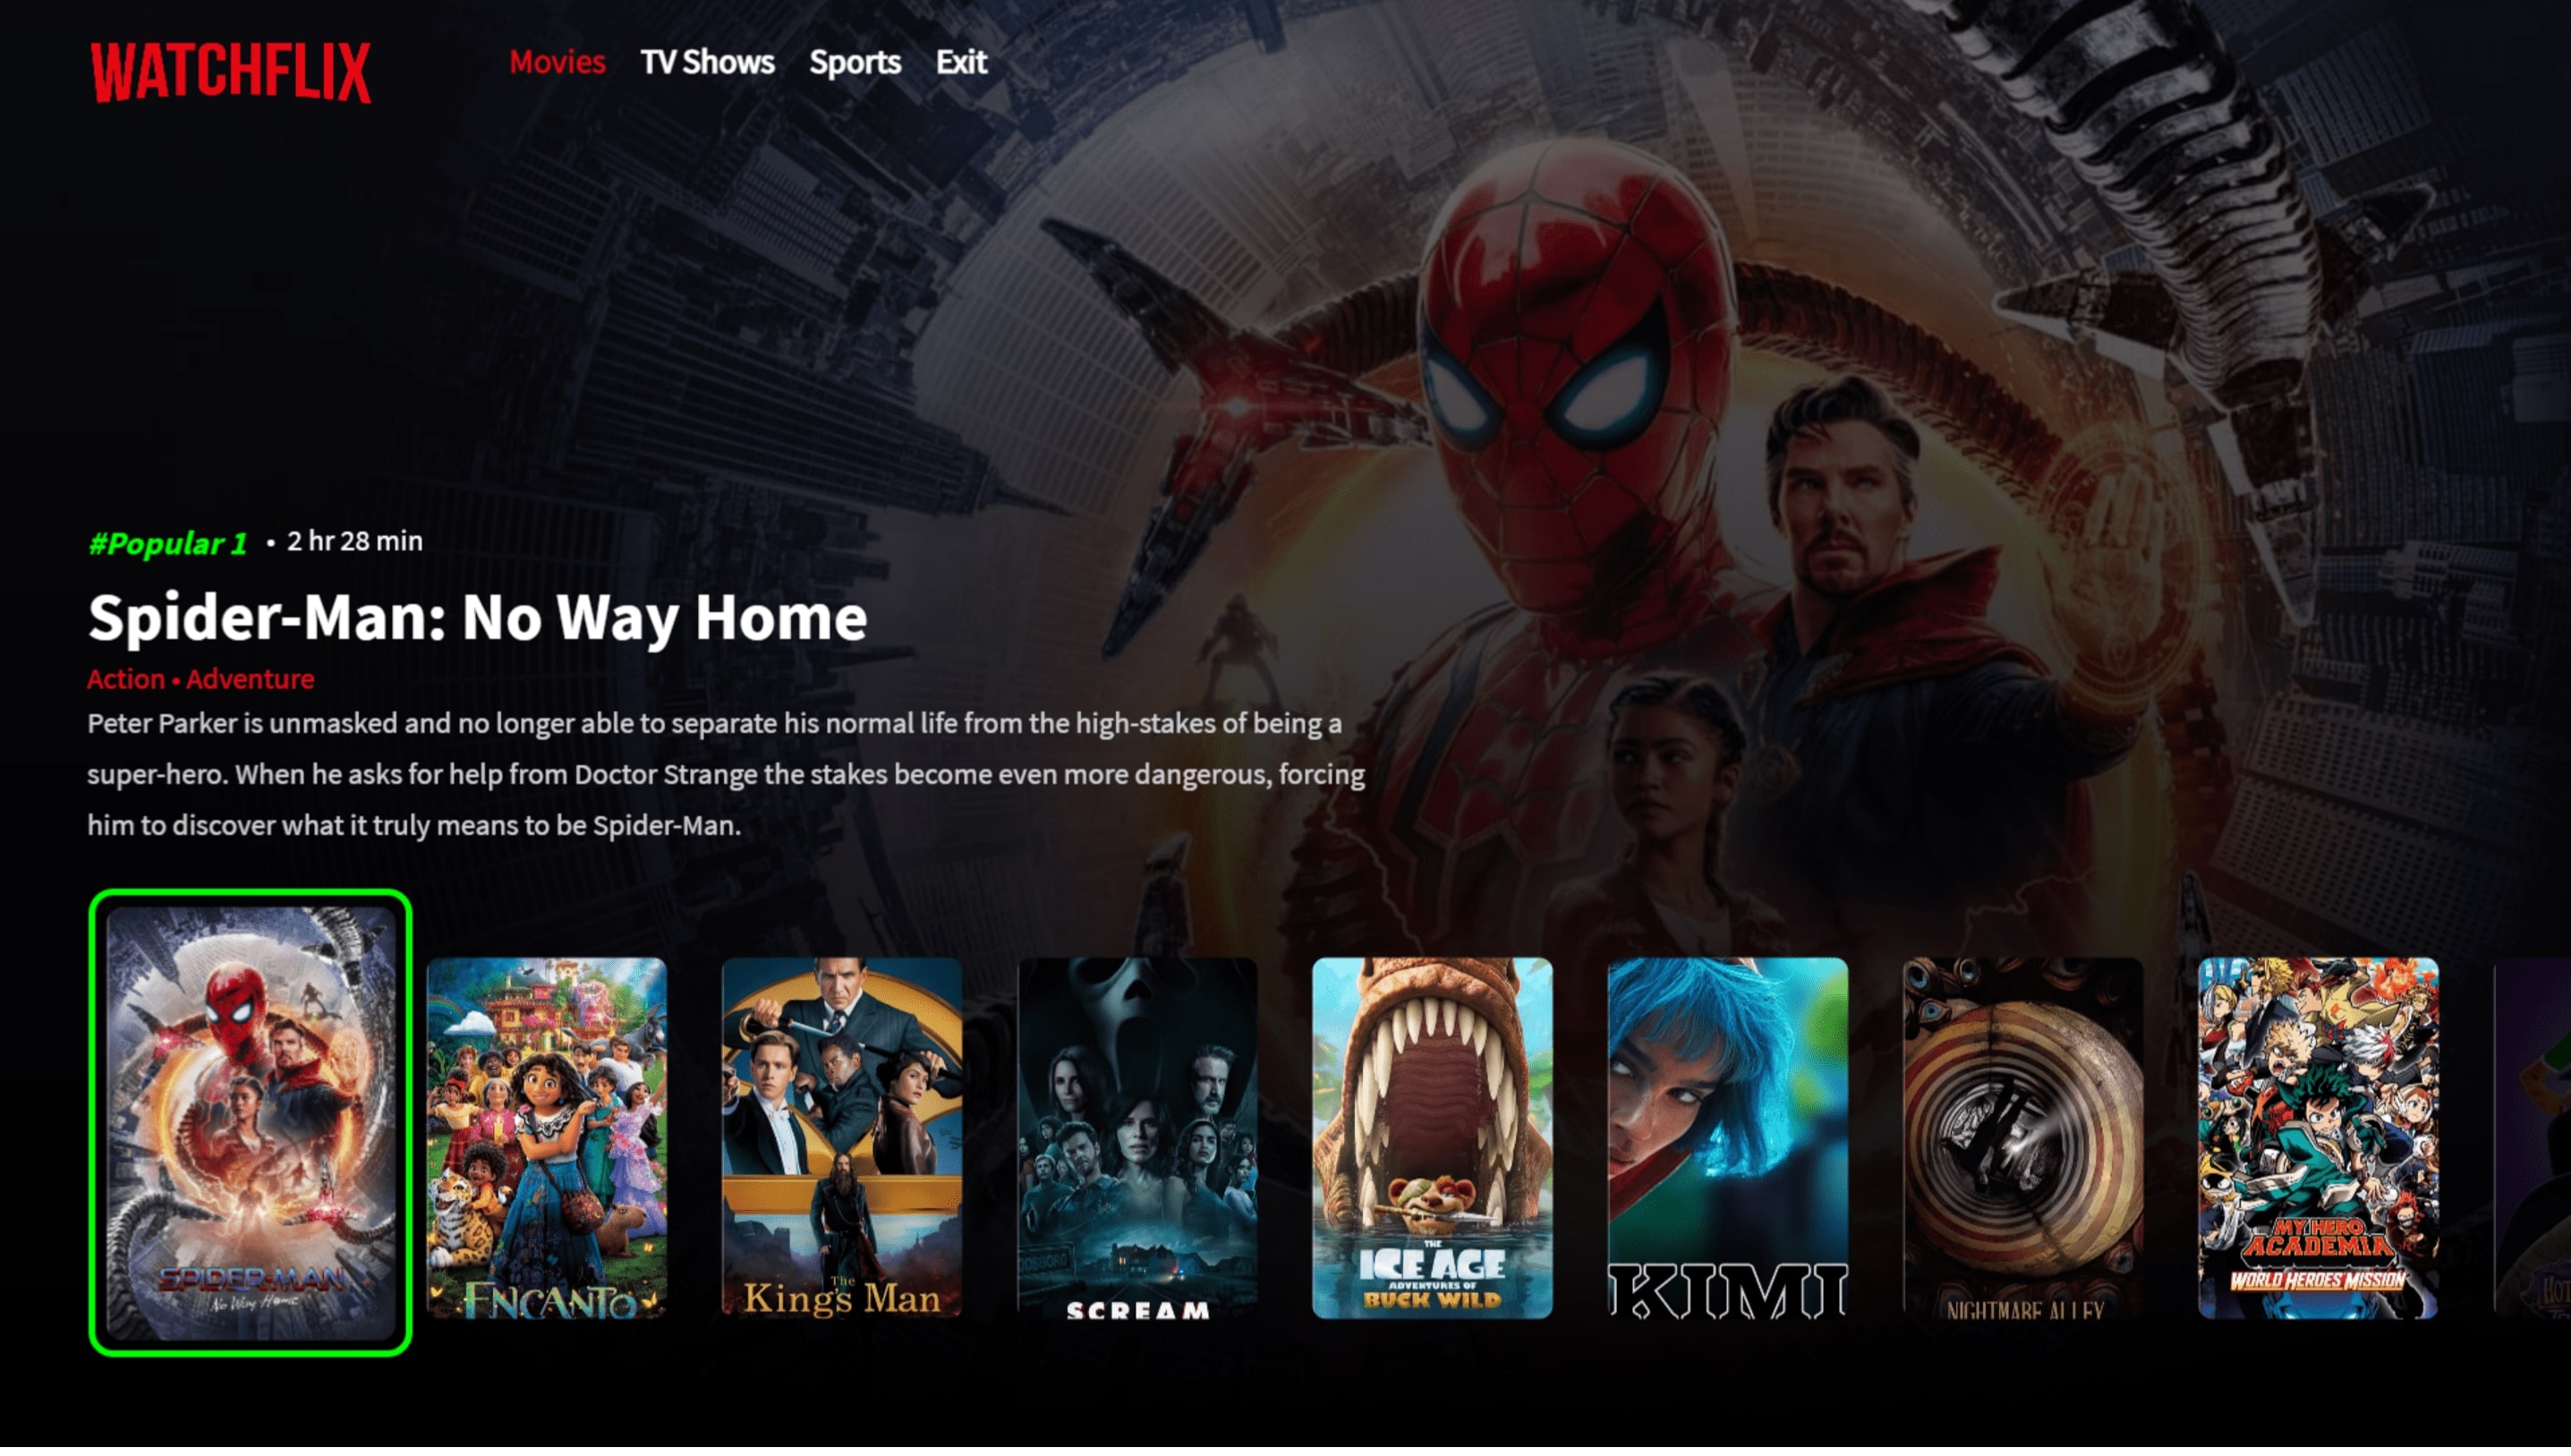 WATCHFLIX
Movies TV Shows Sports Exit
#Popular 1 • 2 hr 28 min
Spider-Man: No Way Home
Action • Adventure
Peter Parker is unmasked and no longer able to separate his normal life from the high-stakes of being a
super-hero. When he asks for help from Doctor Strange the stakes become even more dangerous, forcing
him to discover what it truly means to be Spider-Man.
SPIDER-MAN
No Way Home
ENCANTO
The
King's Man
SCREAM
THE
ICE AGE
ADVENTURES OF
BUCK WILD
KIMI
NIGHTMARE ALLEY
MY HERO
ACADEMIA
WORLD HEROES MISSION